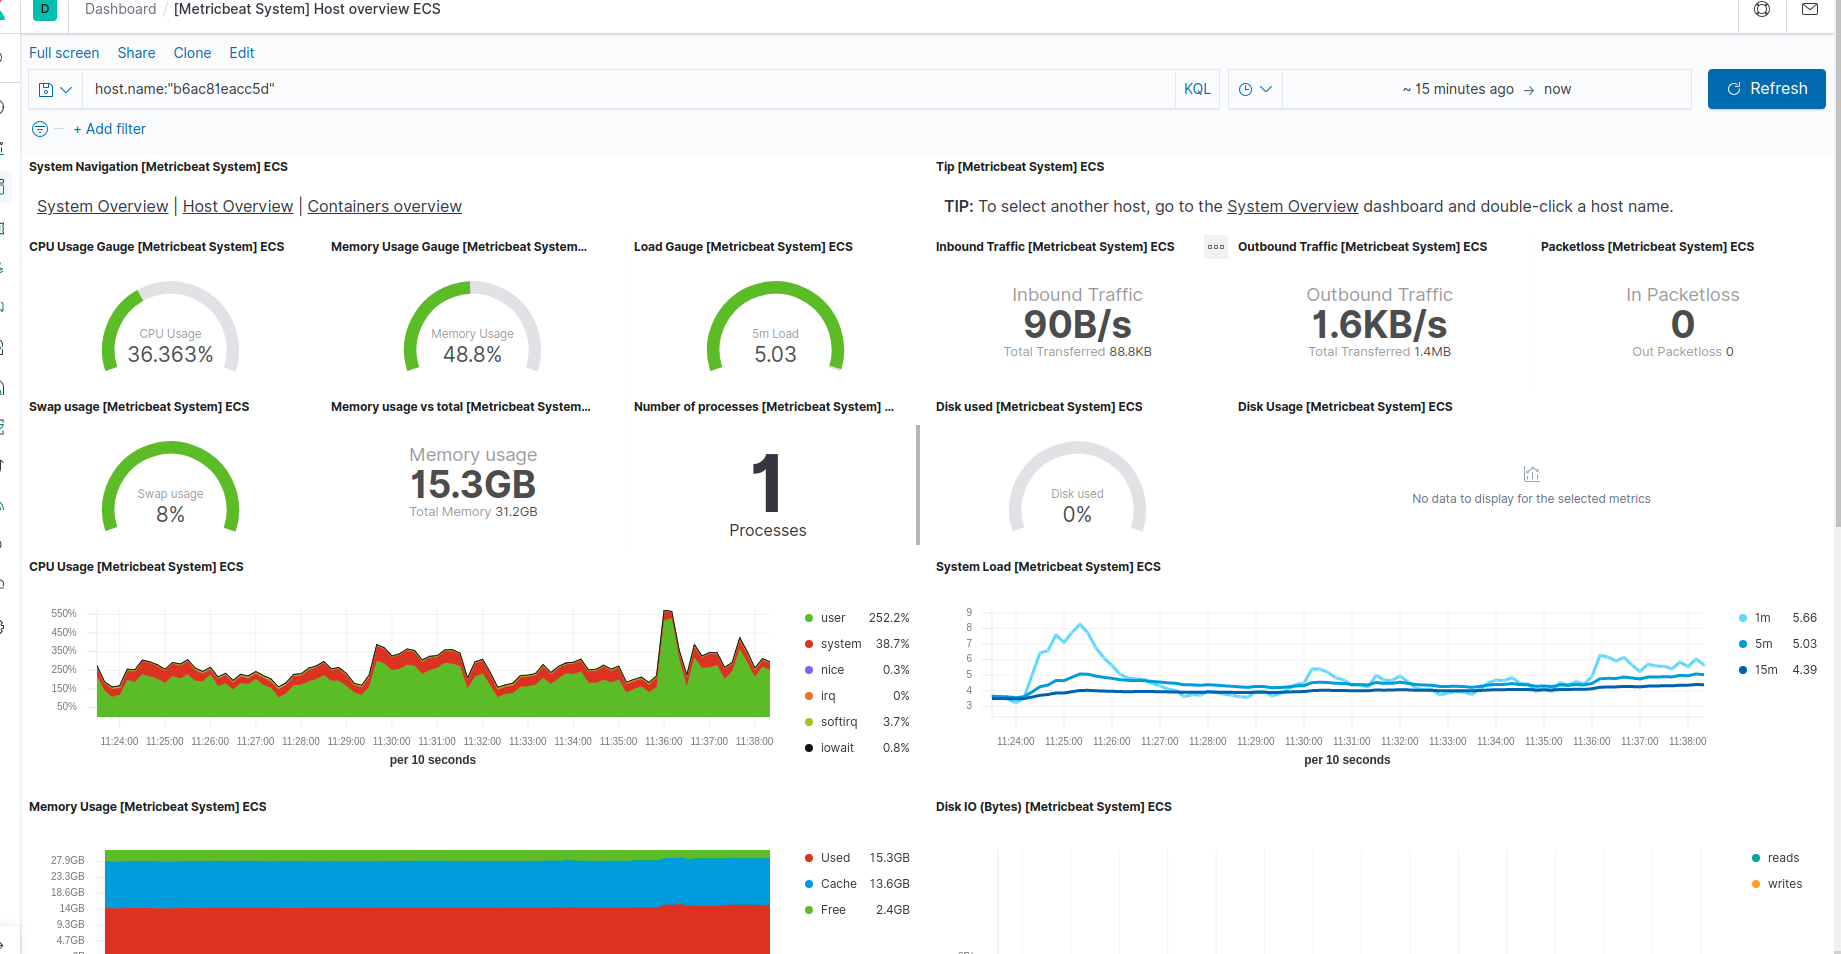 D Dashboard / [Metricbeat System] Host overview ECS
Full screen Share Clone Edit
host.name:"b6ac81eacc5d" KQL ~ 15 minutes ago → now Refresh
+ Add filter
System Navigation [Metricbeat System] ECS
System Overview | Host Overview | Containers overview
Tip [Metricbeat System] ECS
TIP: To select another host, go to the System Overview dashboard and double-click a host name.
CPU Usage Gauge [Metricbeat System] ECS
CPU Usage
36.363%
Memory Usage Gauge [Metricbeat System...
Memory Usage
48.8%
Load Gauge [Metricbeat System] ECS
5m Load
5.03
Inbound Traffic [Metricbeat System] ECS
Inbound Traffic
90B/s
Total Transferred 88.8KB
Outbound Traffic [Metricbeat System] ECS
Outbound Traffic
1.6KB/s
Total Transferred 1.4MB
Packetloss [Metricbeat System] ECS
In Packetloss
0
Out Packetloss 0
Swap usage [Metricbeat System] ECS
Swap usage
8%
Memory usage vs total [Metricbeat System...
Memory usage
15.3GB
Total Memory 31.2GB
Number of processes [Metricbeat System] ...
1
Processes
Disk used [Metricbeat System] ECS
Disk used
0%
Disk Usage [Metricbeat System] ECS
No data to display for the selected metrics
CPU Usage [Metricbeat System] ECS
550%
450%
350%
250%
150%
50%
11:24:00 11:25:00 11:26:00 11:27:00 11:28:00 11:29:00 11:30:00 11:31:00 11:32:00 11:33:00 11:34:00 11:35:00 11:36:00 11:37:00 11:38:00
per 10 seconds
user 252.2%
system 38.7%
nice 0.3%
irq 0%
softirq 3.7%
iowait 0.8%
System Load [Metricbeat System] ECS
9
8
7
6
5
4
3
11:24:00 11:25:00 11:26:00 11:27:00 11:28:00 11:29:00 11:30:00 11:31:00 11:32:00 11:33:00 11:34:00 11:35:00 11:36:00 11:37:00 11:38:00
per 10 seconds
1m 5.66
5m 5.03
15m 4.39
Memory Usage [Metricbeat System] ECS
27.9GB
23.3GB
18.6GB
14GB
9.3GB
4.7GB
Used 15.3GB
Cache 13.6GB
Free 2.4GB
Disk IO (Bytes) [Metricbeat System] ECS
reads
writes